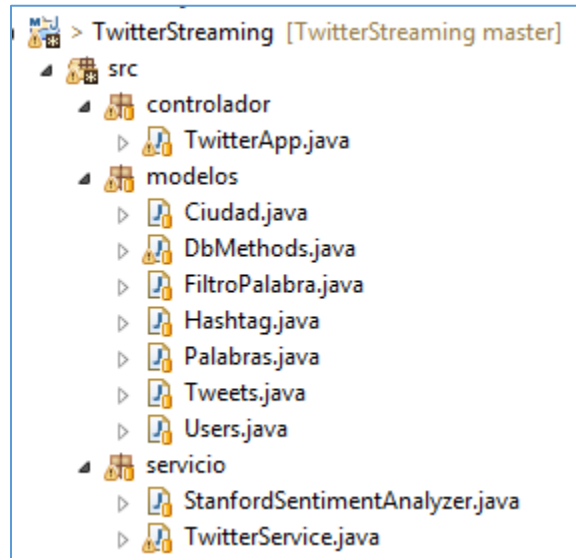 > TwitterStreaming [TwitterStreaming master]
src
controlador
TwitterApp.java
modelos
Ciudad.java
DbMethods.java
FiltroPalabra.java
Hashtag.java
Palabras.java
Tweets.java
Users.java
servicio
StanfordSentimentAnalyzer.java
TwitterService.java